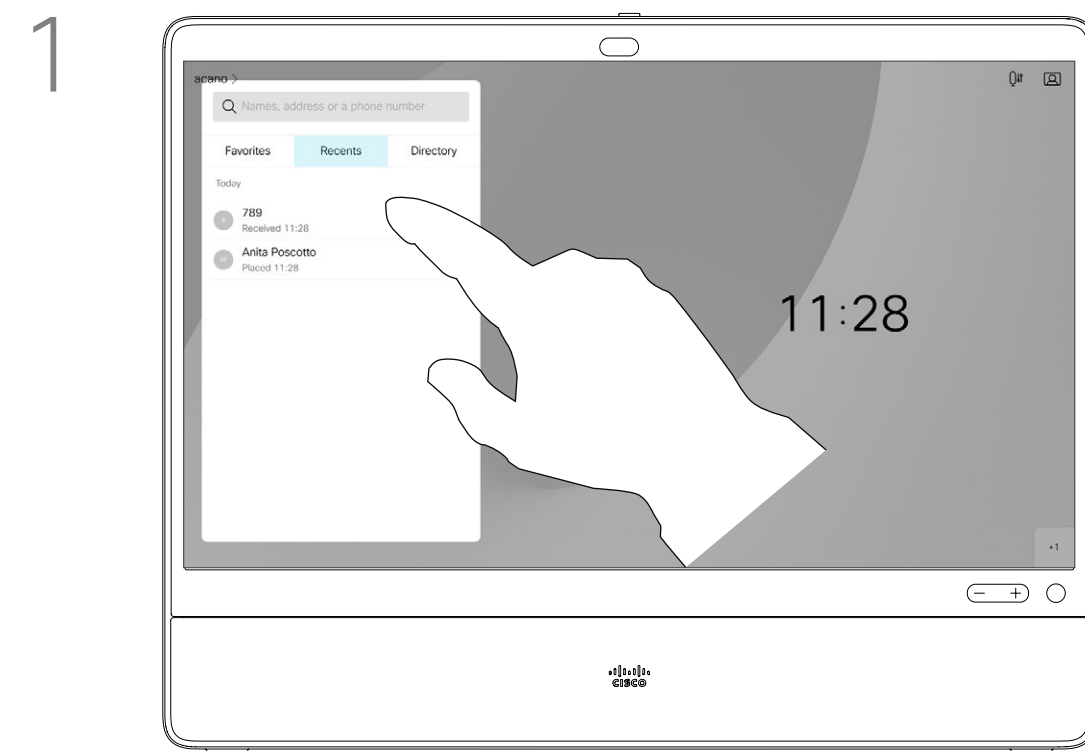 1
acano >
Names, address or a phone number
Favorites Recents Directory
Today
789
Received 11:28
Anita Poscotto
Placed 11:28
11:28
+1
− +
CISCO